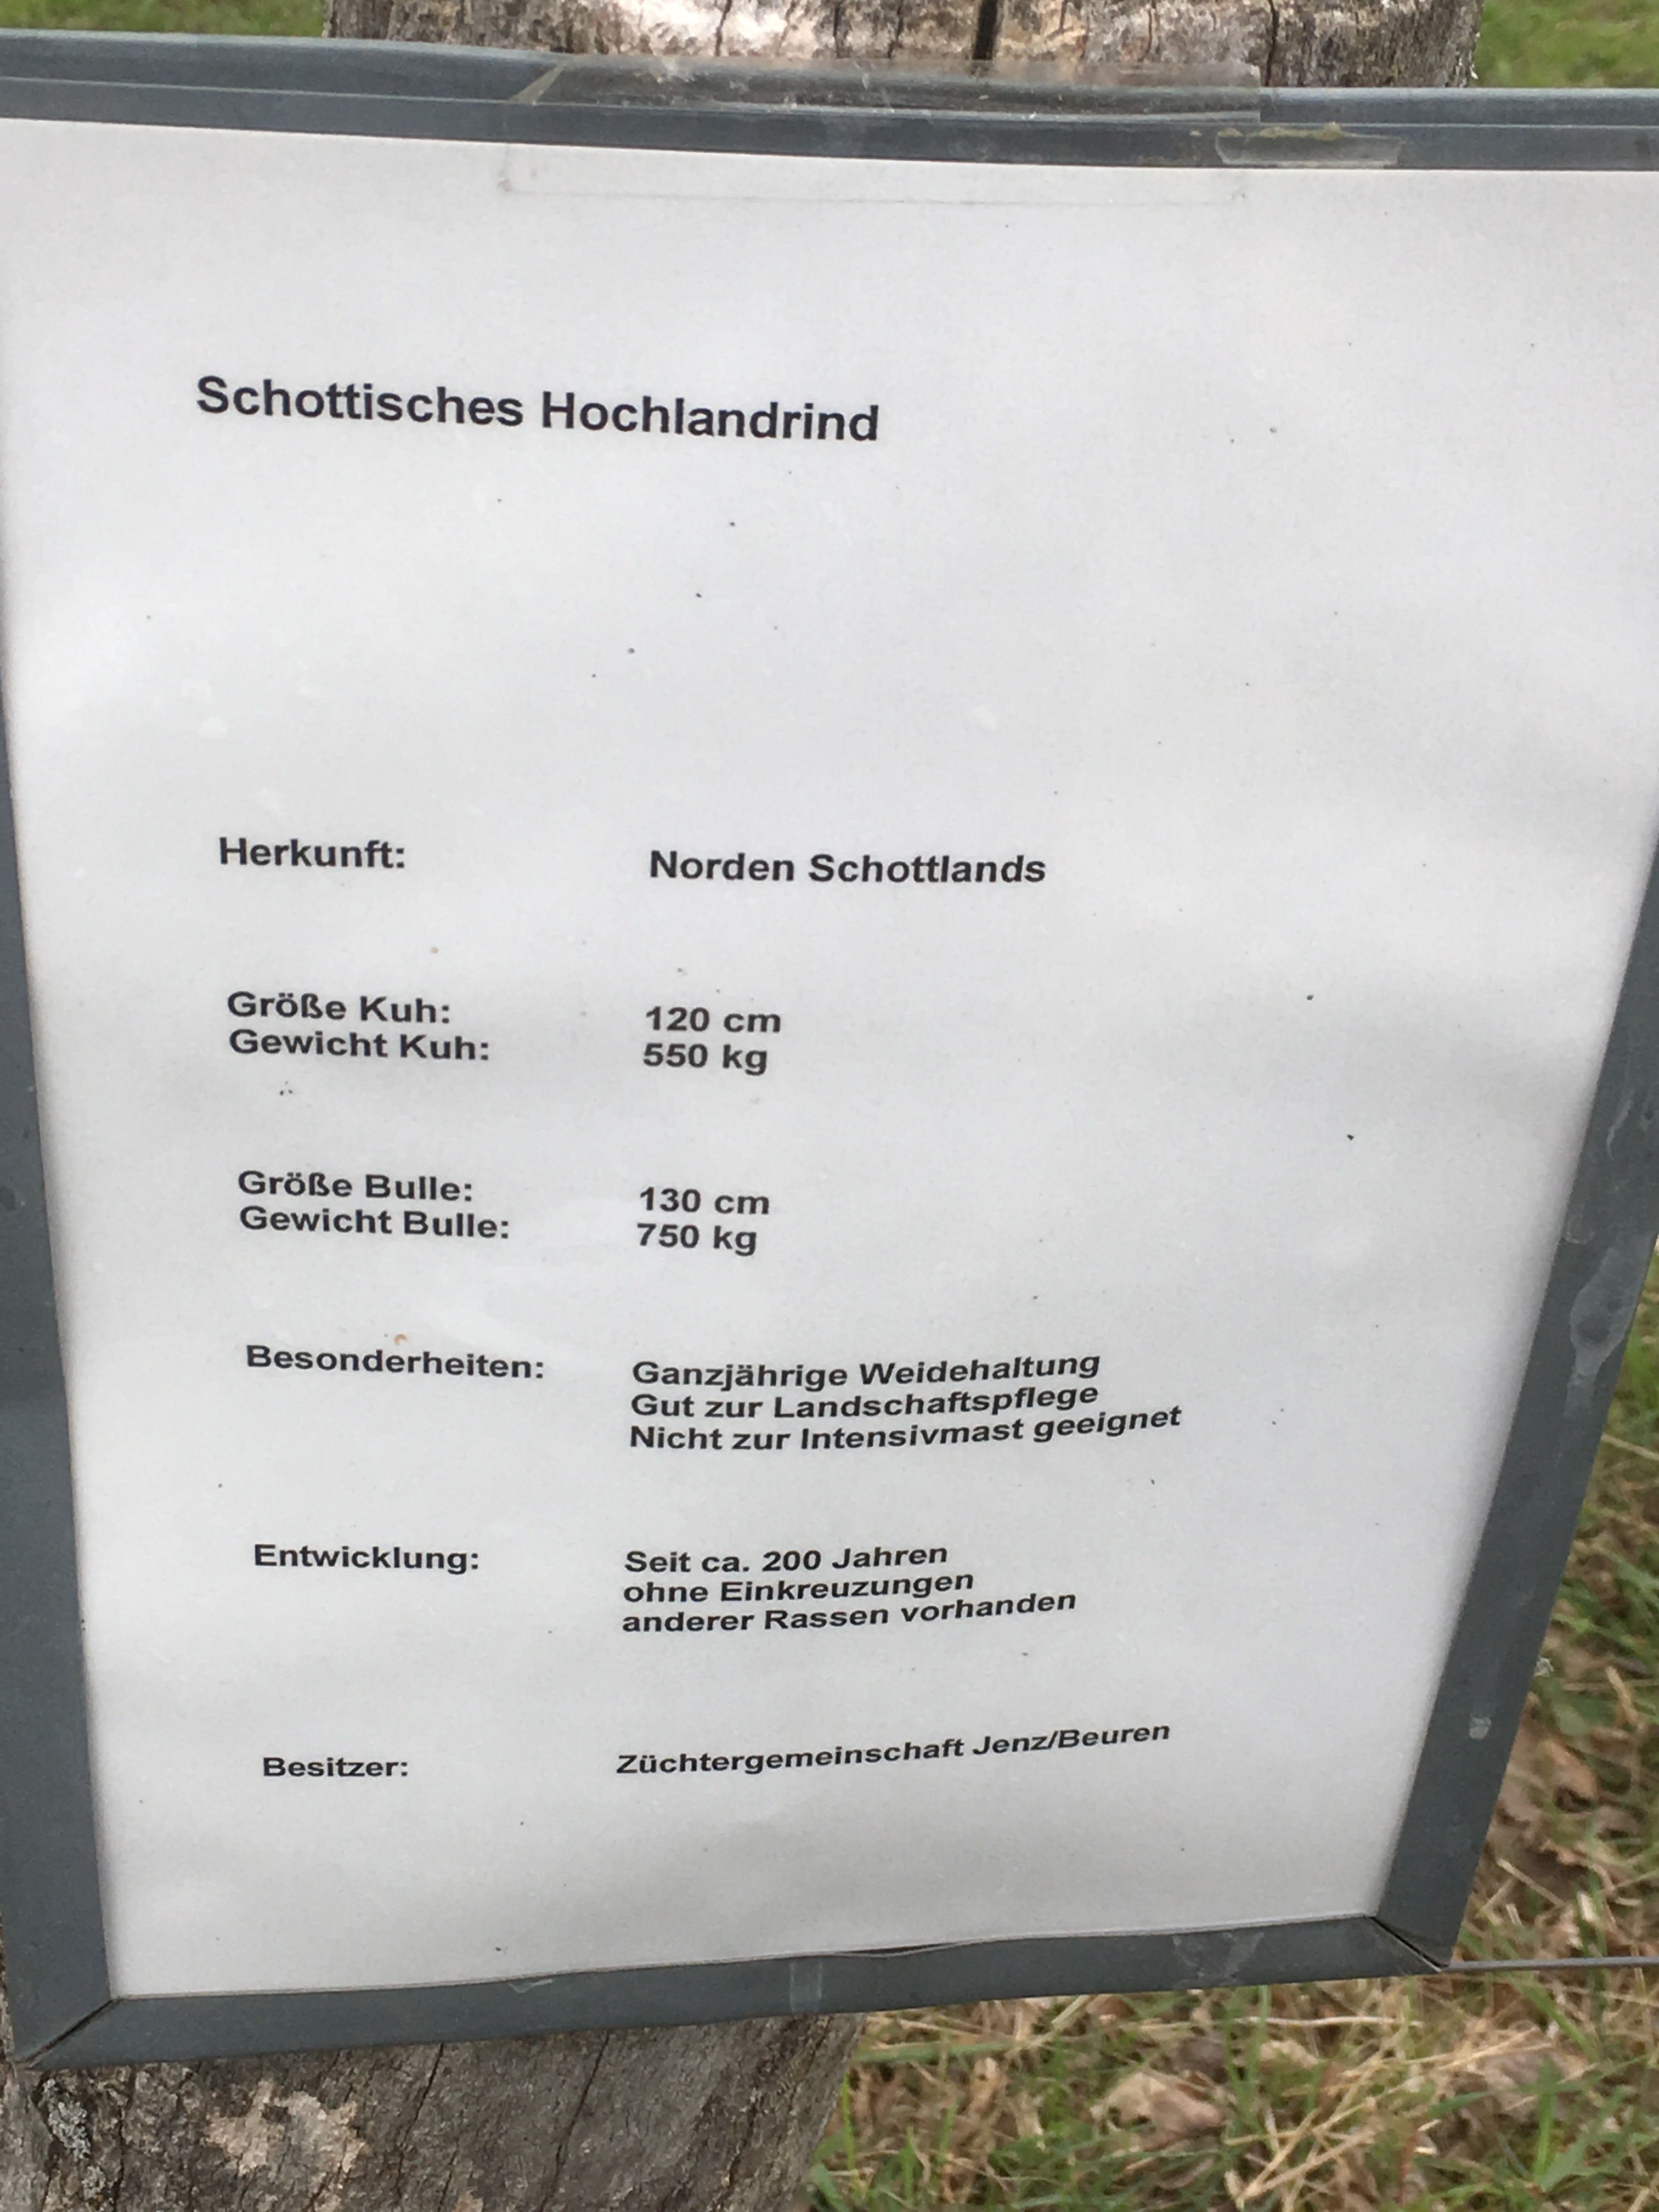 Schottisches Hochlandrind
Herkunft: Norden Schottlands
Größe Kuh: 120 cm
Gewicht Kuh: 550 kg
Größe Bulle: 130 cm
Gewicht Bulle: 750 kg
Besonderheiten: Ganzjährige Weidehaltung
Gut zur Landschaftspflege
Nicht zur Intensivmast geeignet
Entwicklung: Seit ca. 200 Jahren
ohne Einkreuzungen
anderer Rassen vorhanden
Besitzer: Züchtergemeinschaft Jenz/Beuren